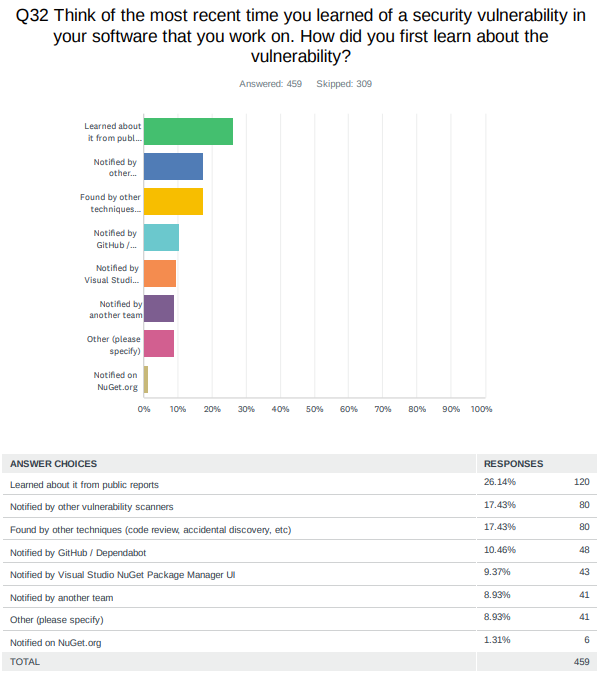 Q32 Think of the most recent time you learned of a security vulnerability in
your software that you work on. How did you first learn about the
vulnerability?
Answered: 459 Skipped: 309
Learned about
it from publ...
Notified by
other...
Found by other
techniques...
Notified by
GitHub /...
Notified by
Visual Studi...
Notified by
another team
Other (please
specify)
Notified on
NuGet.org
0% 10% 20% 30% 40% 50% 60% 70% 80% 90% 100%
ANSWER CHOICES RESPONSES
Learned about it from public reports 26.14% 120
Notified by other vulnerability scanners 17.43% 80
Found by other techniques (code review, accidental discovery, etc) 17.43% 80
Notified by GitHub / Dependabot 10.46% 48
Notified by Visual Studio NuGet Package Manager UI 9.37% 43
Notified by another team 8.93% 41
Other (please specify) 8.93% 41
Notified on NuGet.org 1.31% 6
TOTAL 459